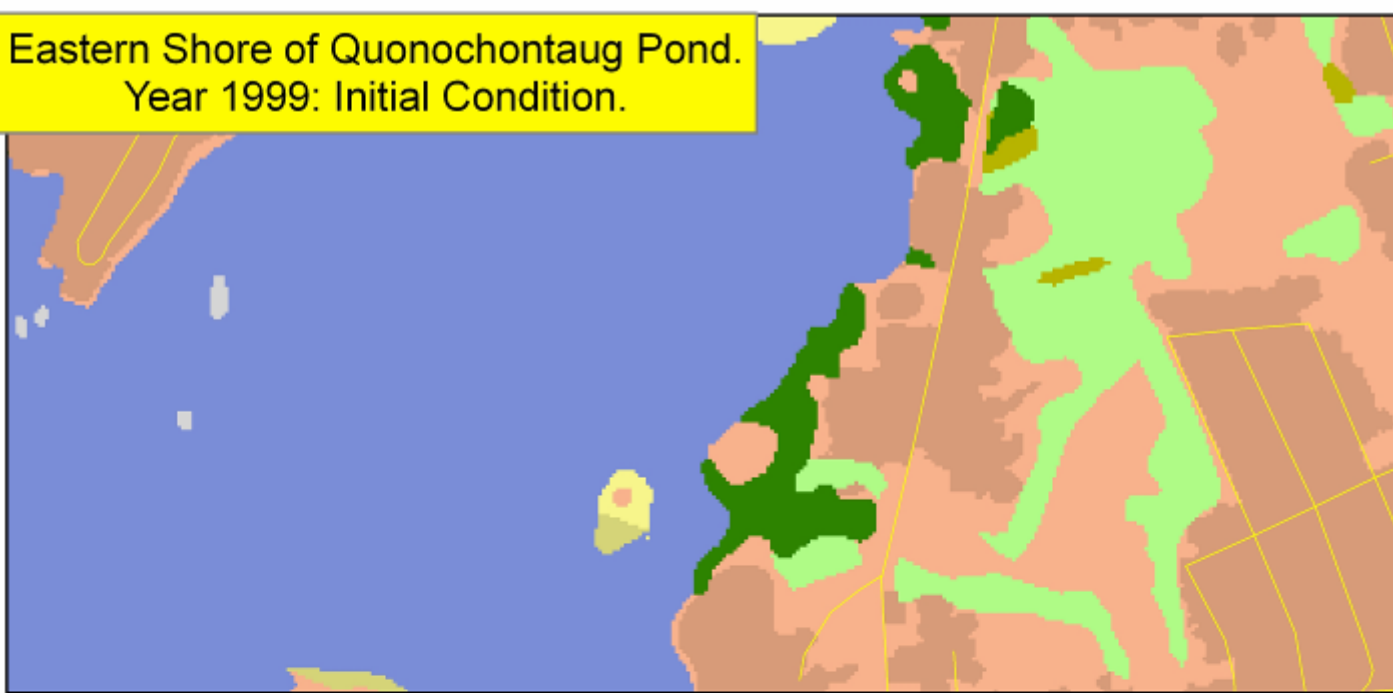 Eastern Shore of Quonochontaug Pond.
Year 1999: Initial Condition.